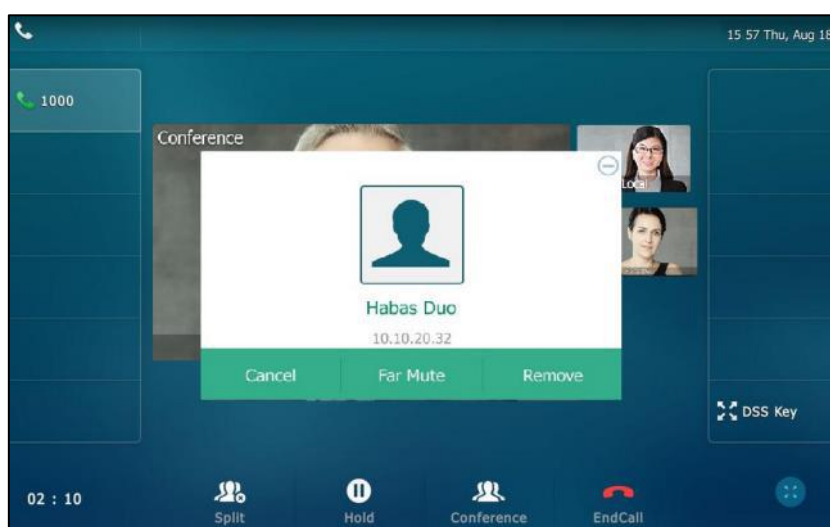 15 57 Thu, Aug 18
1000
Conference
Local
Habas Duo
10.10.20.32
Cancel Far Mute Remove
DSS Key
02 : 10
Split Hold Conference EndCall